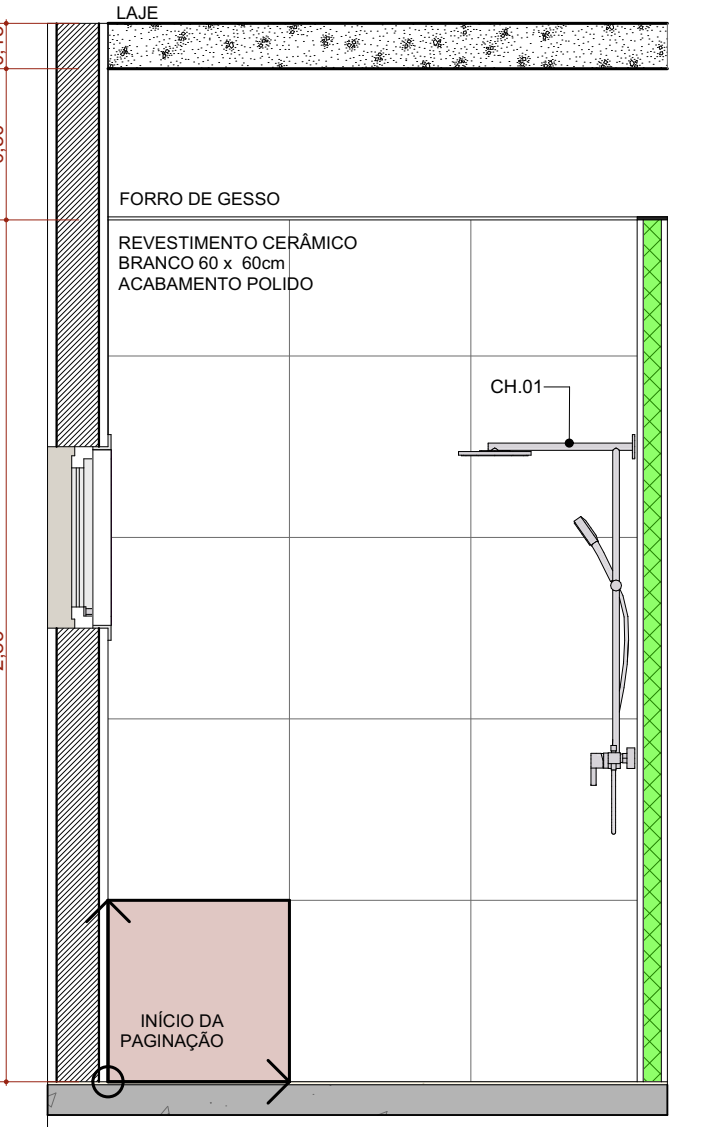 LAJE
FORRO DE GESSO
REVESTIMENTO CERÂMICO
BRANCO 60 x 60cm
ACABAMENTO POLIDO
CH.01
INÍCIO DA
PAGINAÇÃO